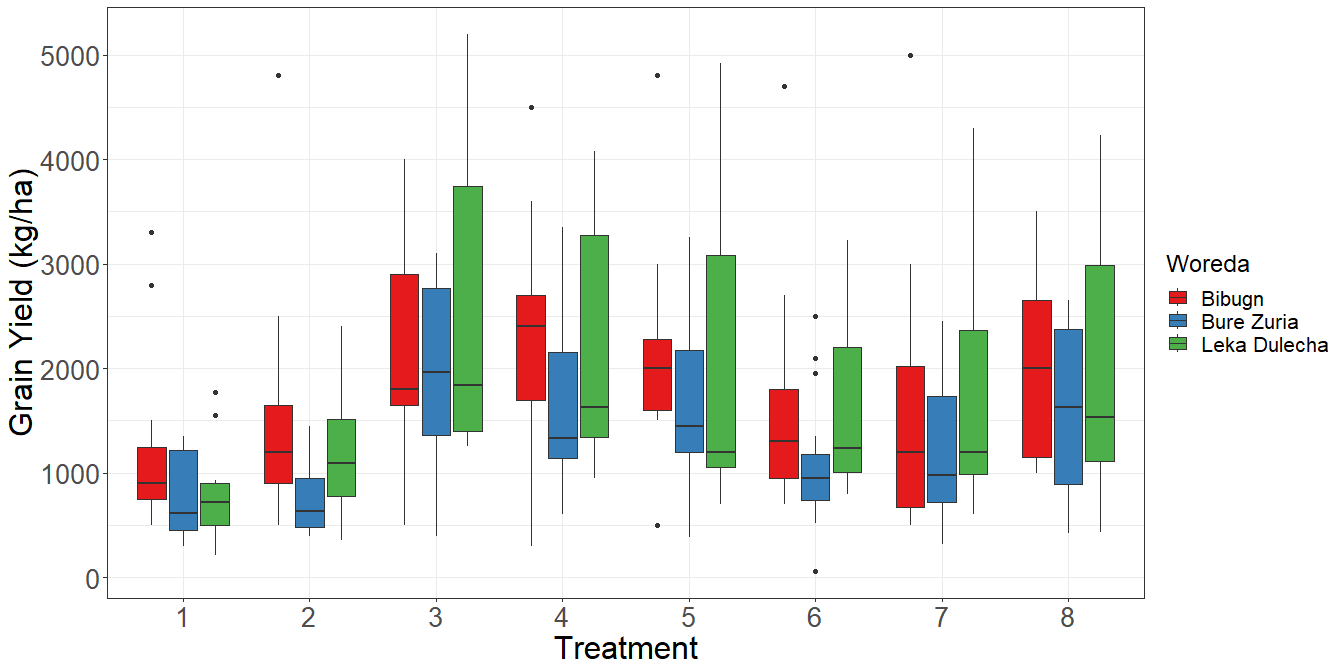 Grain Yield (kg/ha)
5000
4000
3000
2000
1000
0
1 2 3 4 5 6 7 8
Treatment
Woreda
Bibugn
Bure Zuria
Leka Dulecha